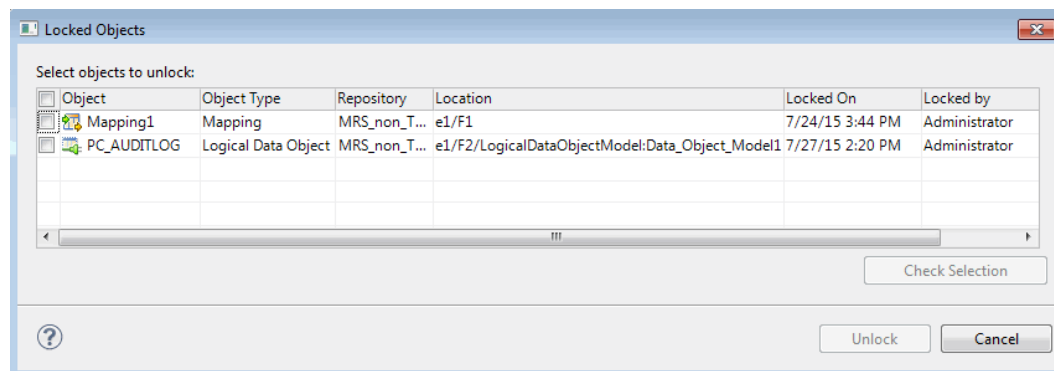 Locked Objects
Select objects to unlock:
Object Object Type Repository Location Locked On Locked by
Mapping1 Mapping MRS_non_T... e1/F1 7/24/15 3:44 PM Administrator
PC_AUDITLOG Logical Data Object MRS_non_T... e1/F2/LogicalDataObjectModel:Data_Object_Model1 7/27/15 2:20 PM Administrator
Check Selection
? Unlock Cancel